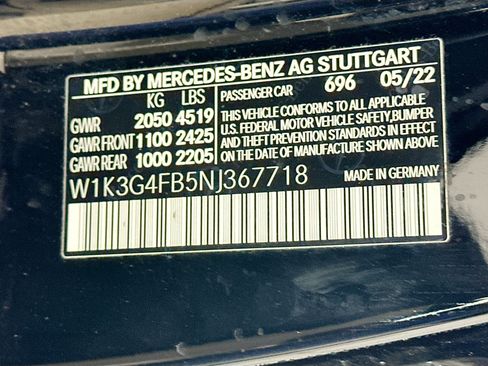 MFD BY MERCEDES-BENZ AG STUTTGART
KG LBS PASSENGER CAR 696 05/22
GVWR 2050 4519
GAWR FRONT 1100 2425
GAWR REAR 1000 2205
THIS VEHICLE CONFORMS TO ALL APPLICABLE
U.S. FEDERAL MOTOR VEHICLE SAFETY, BUMPER
AND THEFT PREVENTION STANDARDS IN EFFECT
ON THE DATE OF MANUFACTURE SHOWN ABOVE
W1K3G4FB5NJ367718 MADE IN GERMANY